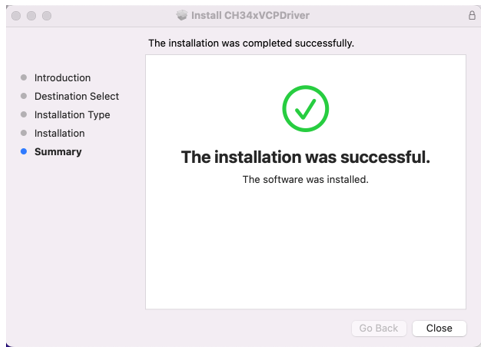 Install CH34xVCPDriver
The installation was completed successfully.
Introduction
Destination Select
Installation Type
Installation
Summary
The installation was successful.
The software was installed.
Go Back
Close